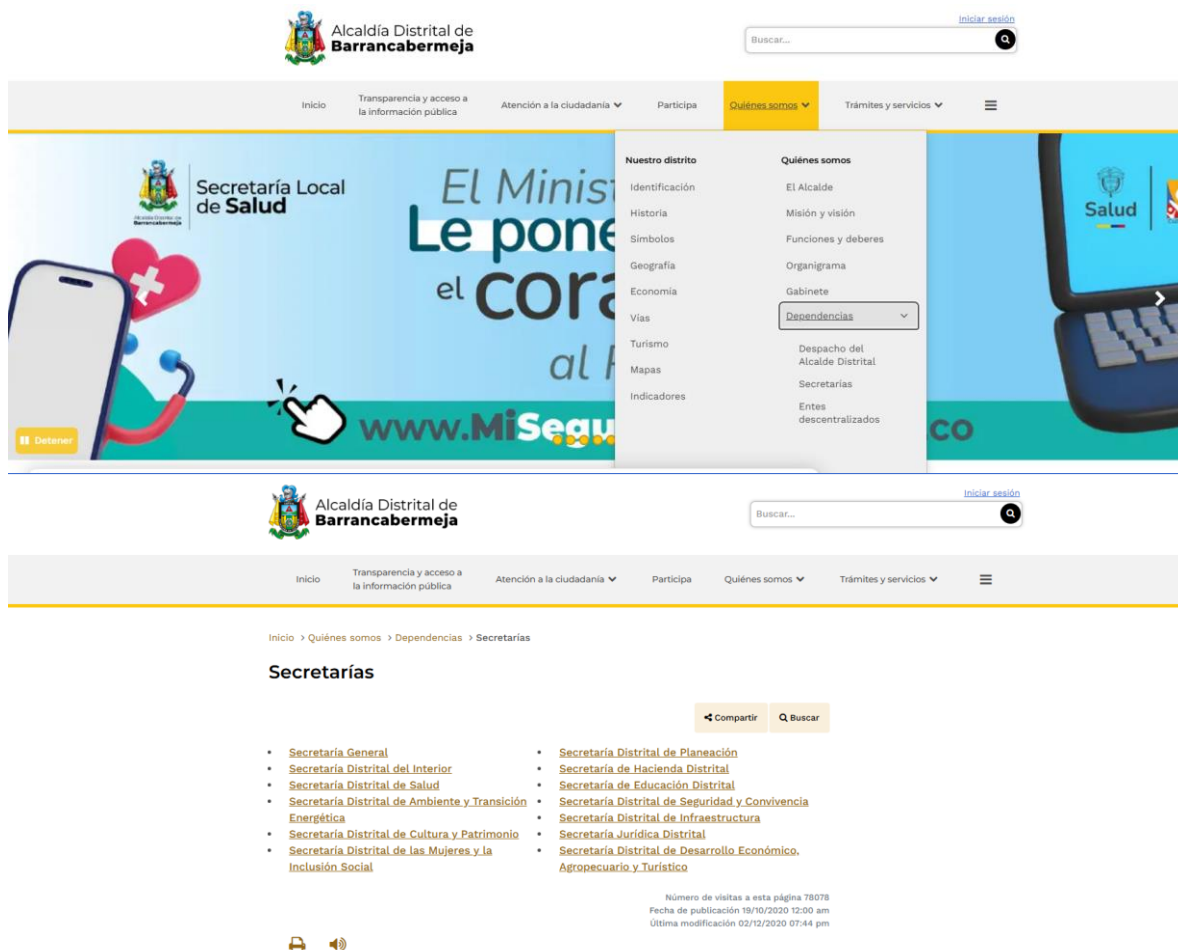 Alcaldía Distrital de
Barrancabermeja
Iniciar sesión
Buscar...
Inicio
Transparencia y acceso a
la información pública
Atención a la ciudadanía
Participa
Quiénes somos
Trámites y servicios
Secretaría Local
de Salud
Alcaldía Distrital de
Barrancabermeja
El Minis
Le pone
el cora
al
www.MiSegu
co
Salud
Detener
Nuestro distrito
Identificación
Historia
Símbolos
Geografía
Economía
Vías
Turismo
Mapas
Indicadores
Quiénes somos
El Alcalde
Misión y visión
Funciones y deberes
Organigrama
Gabinete
Dependencias
Despacho del
Alcalde Distrital
Secretarías
Entes
descentralizados
Alcaldía Distrital de
Barrancabermeja
Iniciar sesión
Buscar...
Inicio
Transparencia y acceso a
la información pública
Atención a la ciudadanía
Participa
Quiénes somos
Trámites y servicios
Inicio > Quiénes somos > Dependencias > Secretarías
Secretarías
Compartir
Buscar
• Secretaría General
• Secretaría Distrital del Interior
• Secretaría Distrital de Salud
• Secretaría Distrital de Ambiente y Transición
Energética
• Secretaría Distrital de Cultura y Patrimonio
• Secretaría Distrital de las Mujeres y la
Inclusión Social
• Secretaría Distrital de Planeación
• Secretaría de Hacienda Distrital
• Secretaría de Educación Distrital
• Secretaría Distrital de Seguridad y Convivencia
• Secretaría Distrital de Infraestructura
• Secretaría Jurídica Distrital
• Secretaría Distrital de Desarrollo Económico,
Agropecuario y Turístico
Número de visitas a esta página 78078
Fecha de publicación 19/10/2020 12:00 am
Última modificación 02/12/2020 07:44 pm